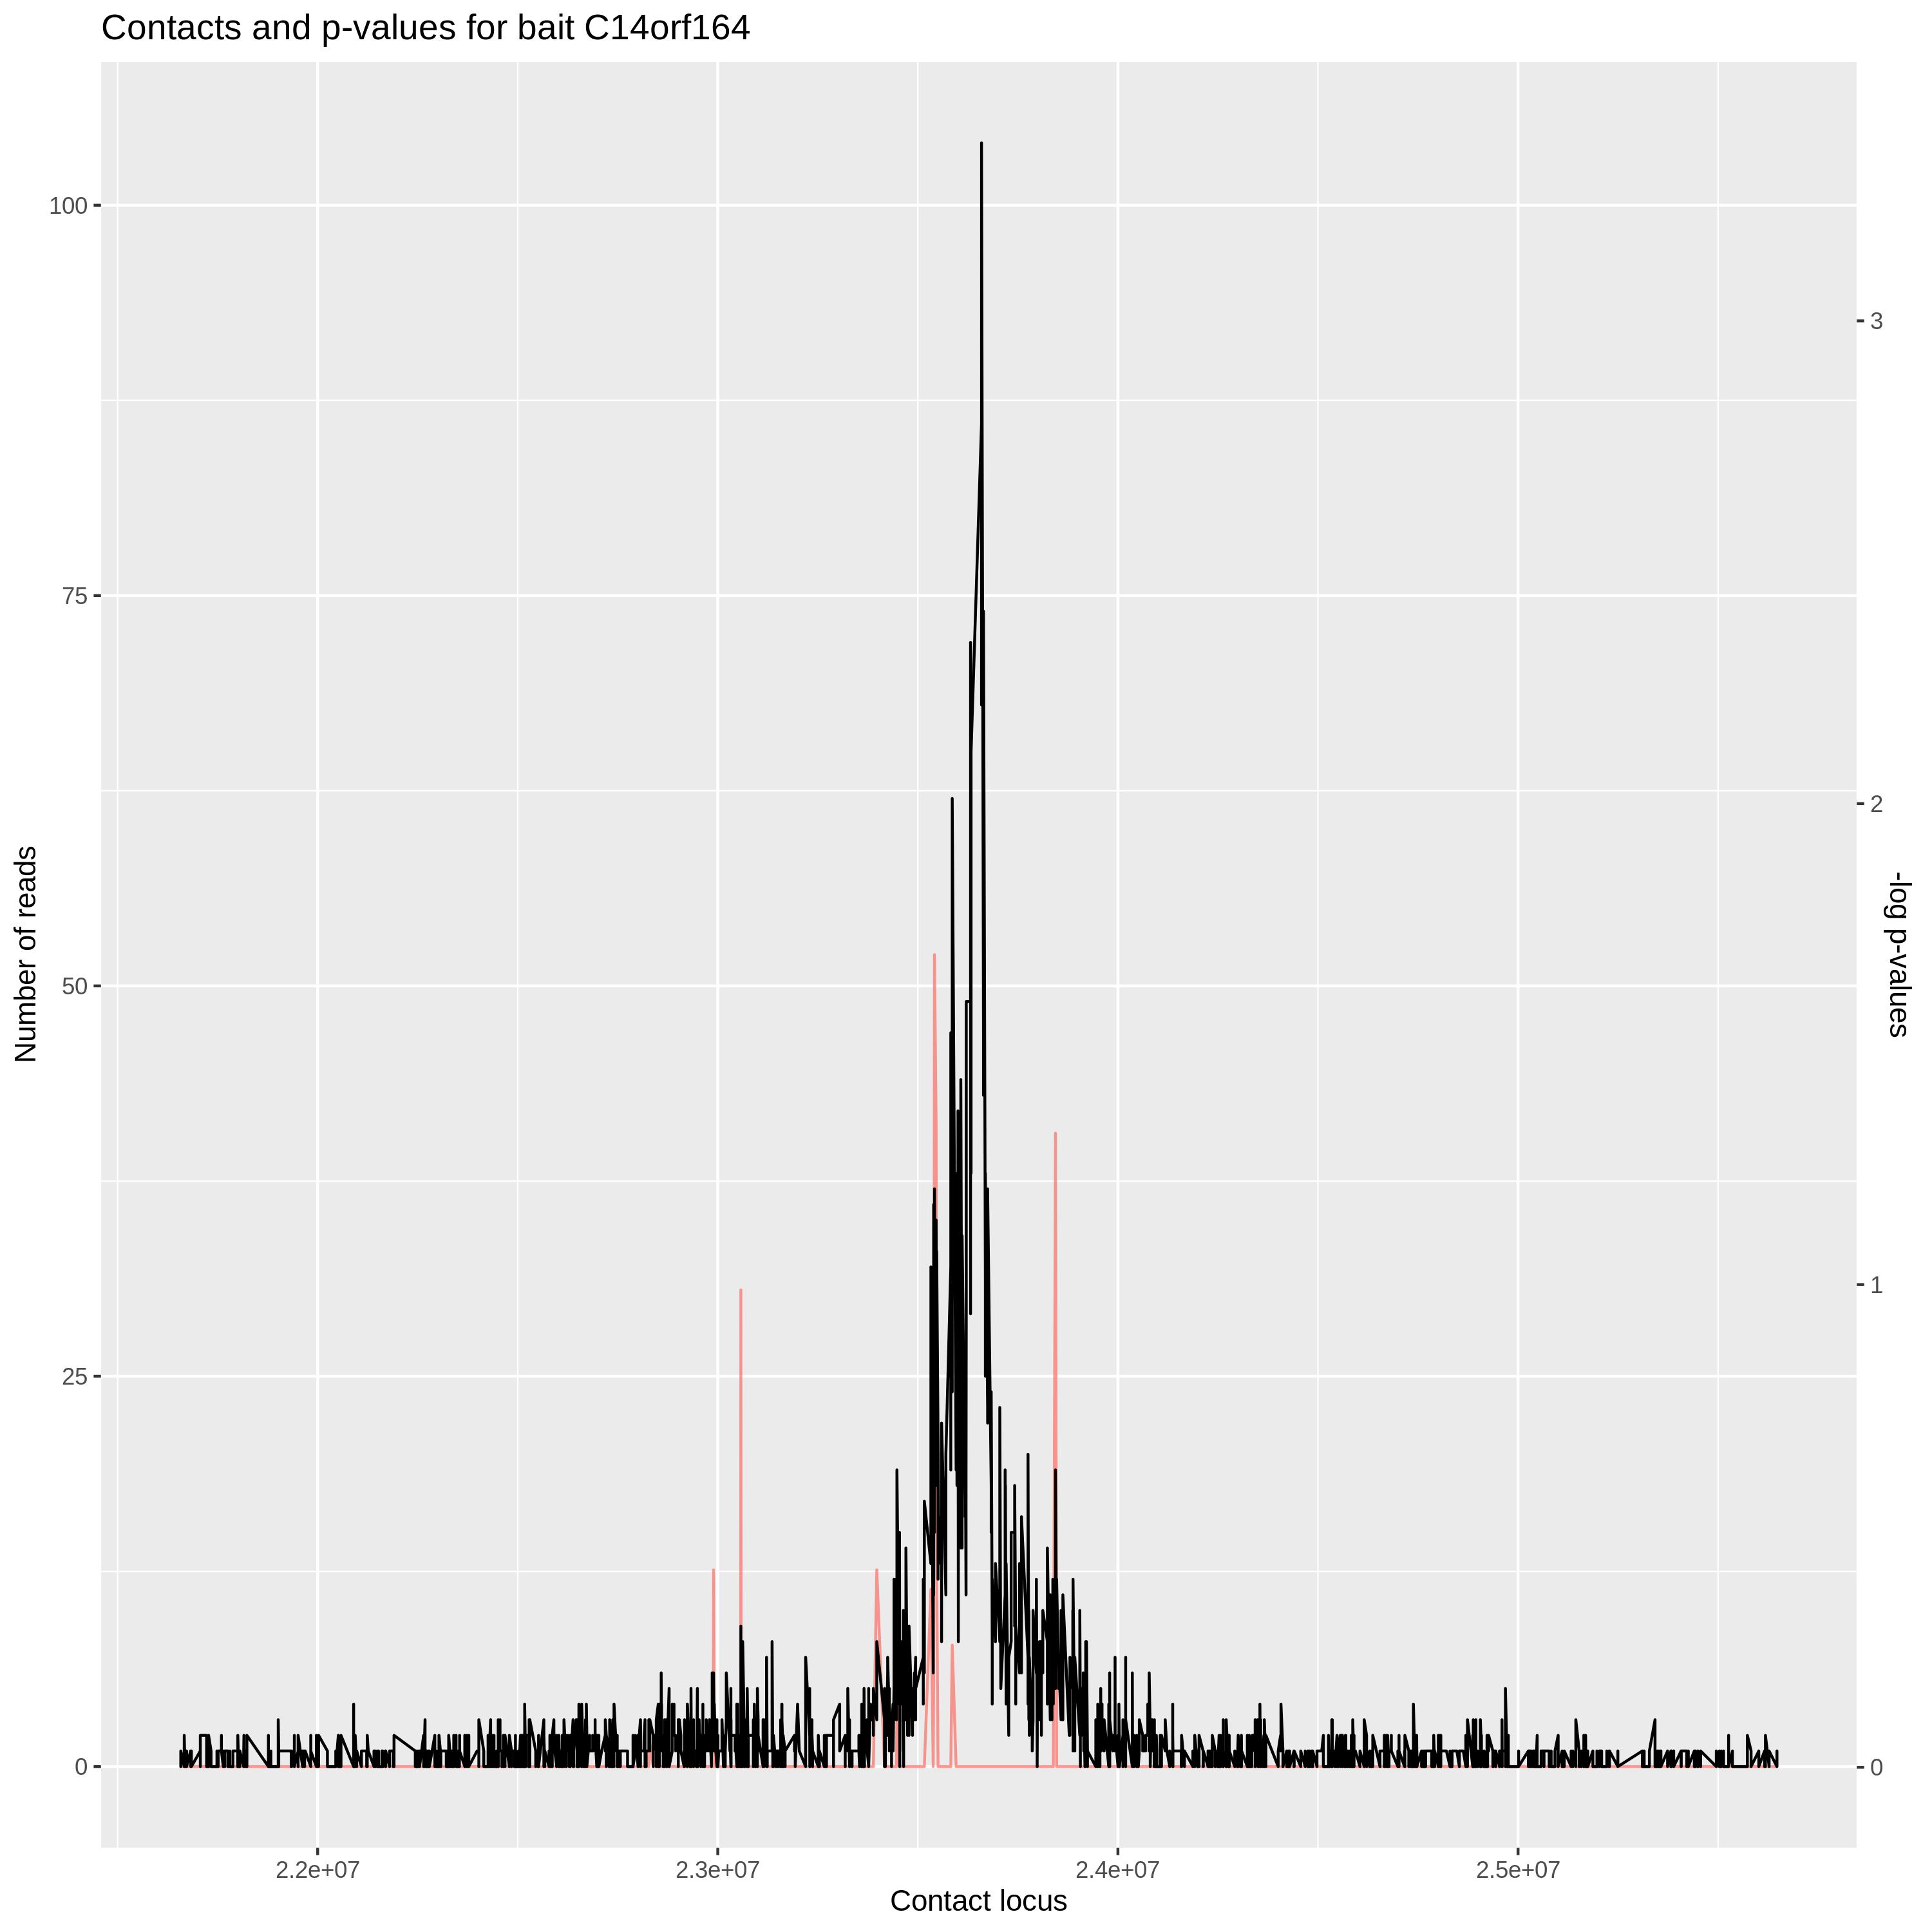 Contacts and p-values for bait C14orf164
100
75
50
25
0
Number of reads
3
2
1
0
-log p-values
2.2e+07
2.3e+07
2.4e+07
2.5e+07
Contact locus